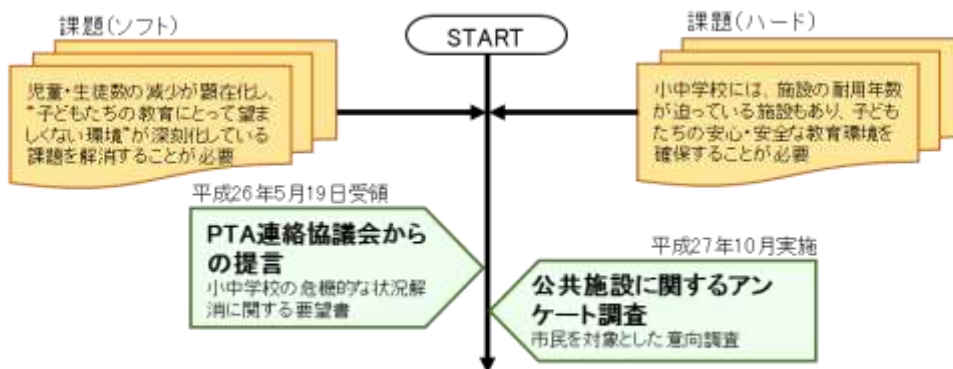 課題(ソフト)
START
課題(ハード)
児童・生徒数の減少が顕在化し、
"子どもたちの教育にとって望ま
しくない環境"が深刻化している
課題を解消することが必要
小中学校には、施設の耐用年数
が迫っている施設もあり、子ども
たちの安心・安全な教育環境を
確保することが必要
平成26年5月19日受領
PTA連絡協議会から
の提言
小中学校の危機的な状況解
消に関する要望書
平成27年10月実施
公共施設に関するアン
ケート調査
市民を対象とした意向調査